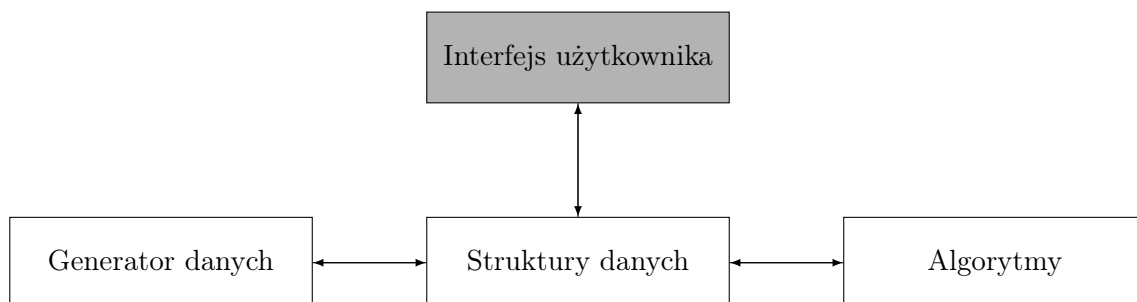 Interfejs użytkownika
Generator danych
Struktury danych
Algorytmy